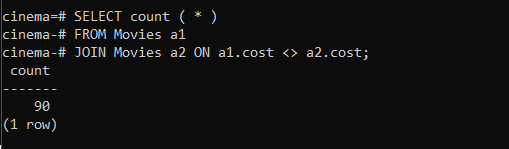 cinema=# SELECT count ( * )
cinema-# FROM Movies a1
cinema-# JOIN Movies a2 ON a1.cost <> a2.cost;
 count
-------
    90
(1 row)